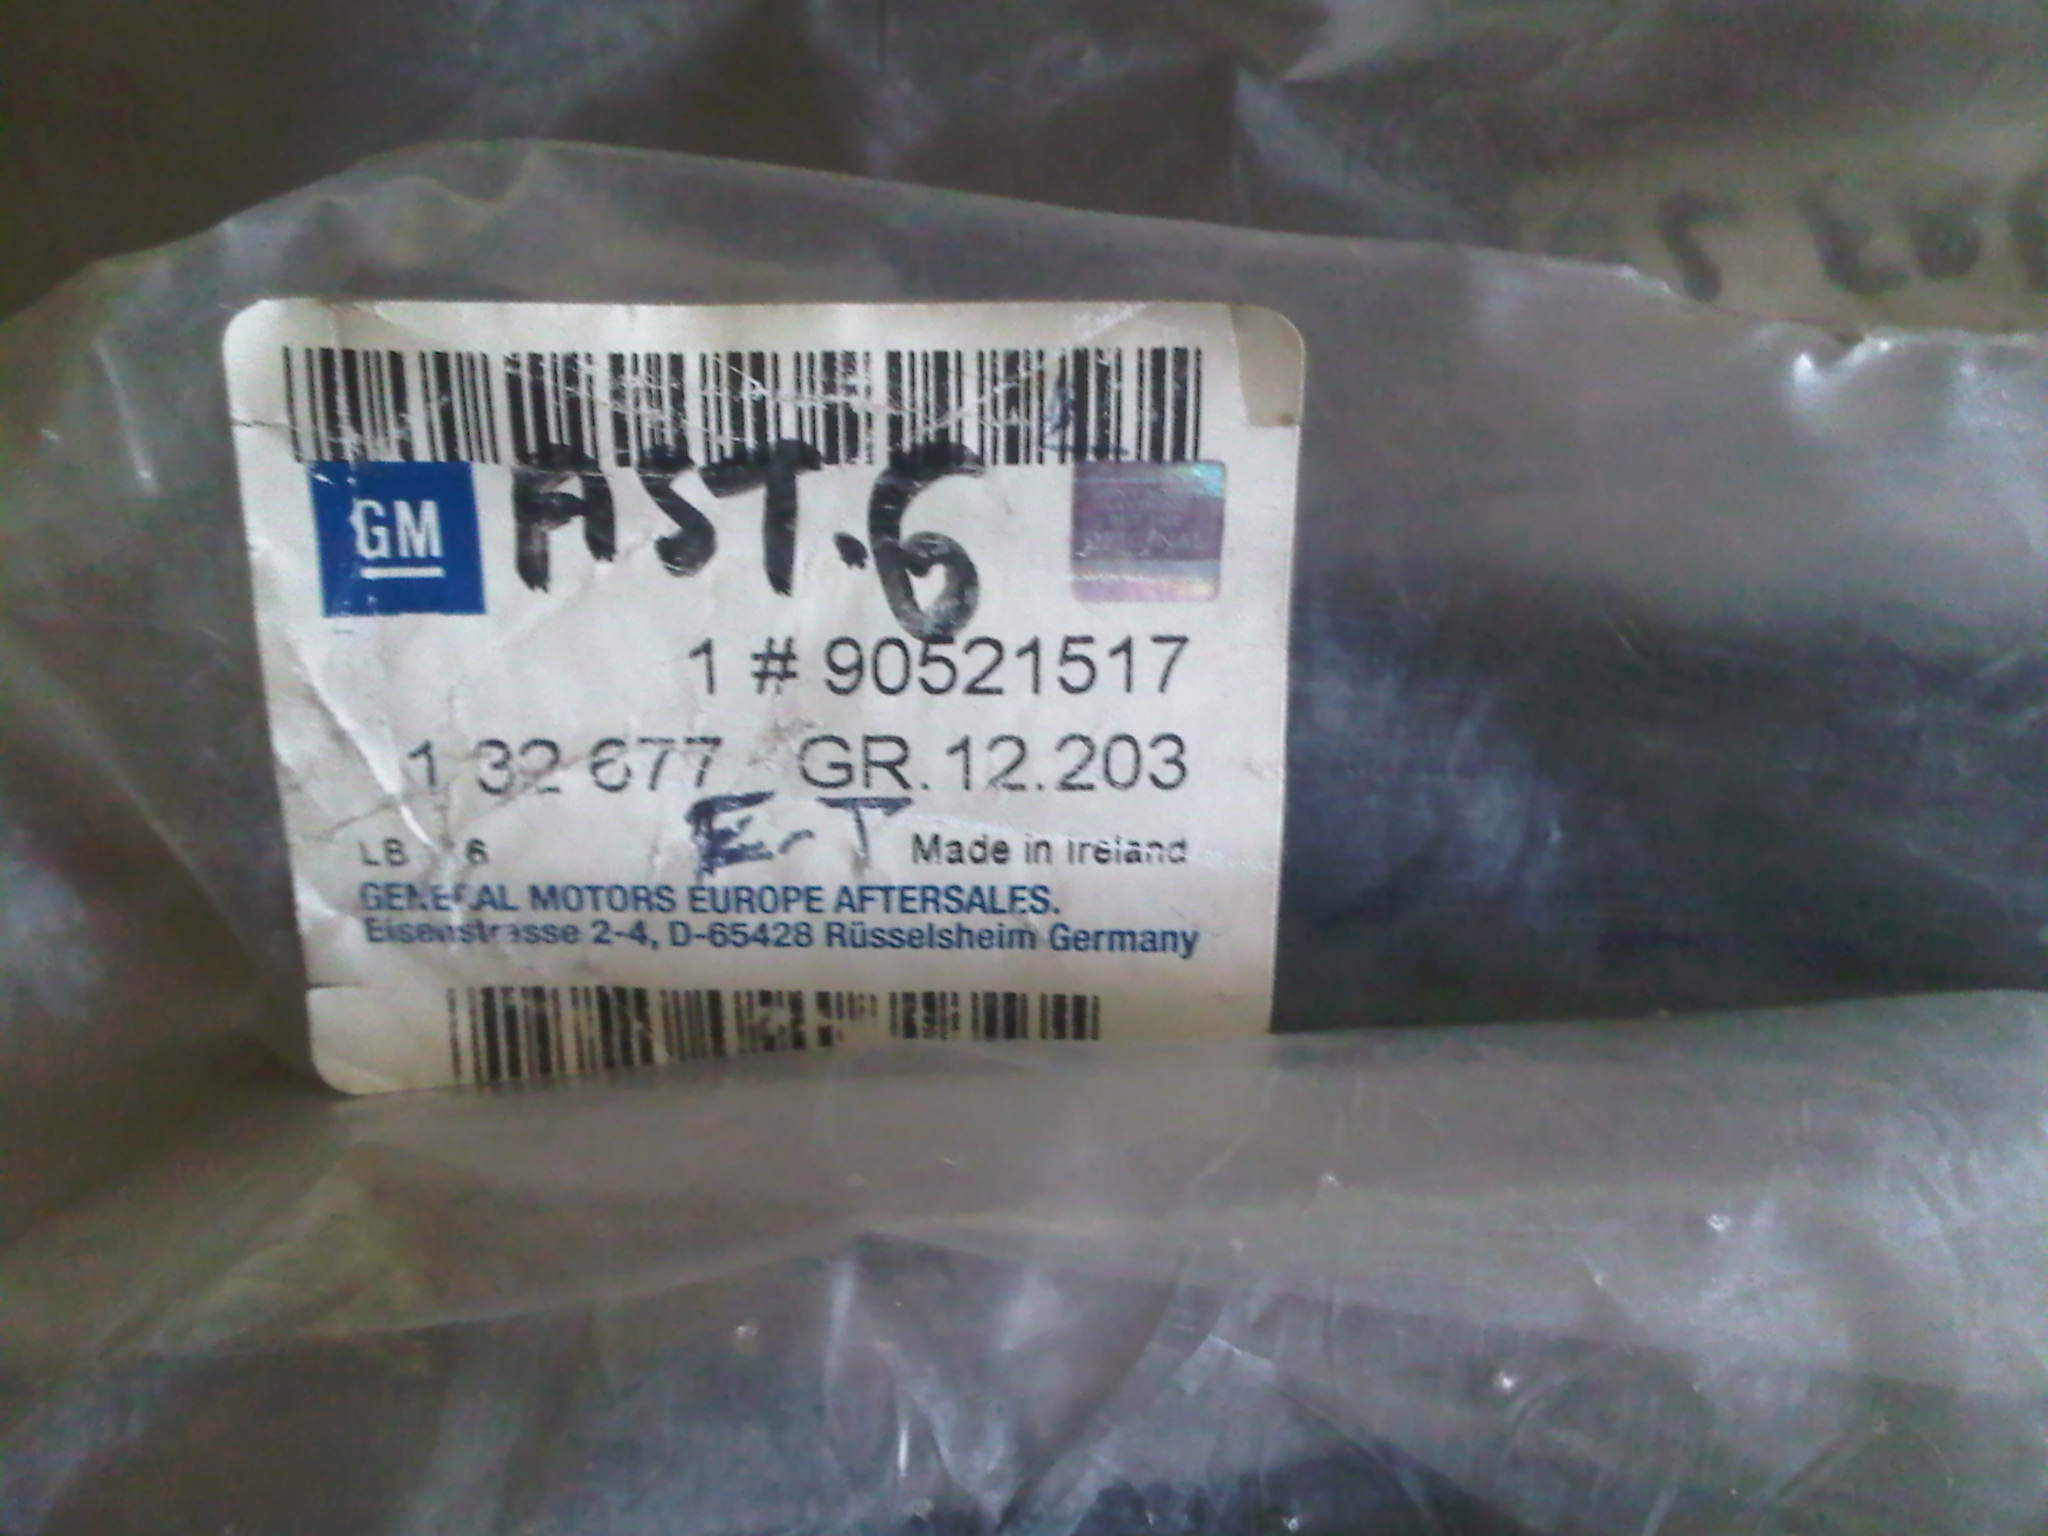 GM
AST.G
1 # 90521517
1 32 677 GR. 12.203
E-T
LB 6 Made in Ireland
GENERAL MOTORS EUROPE AFTERSALES.
Eisenstrasse 2-4, D-65428 Rüsselsheim Germany